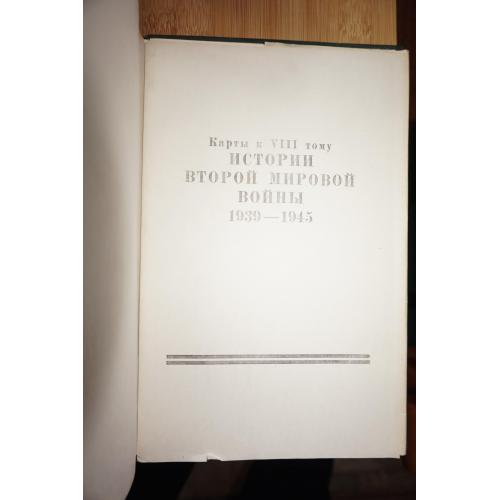 Карты к VIII тому
ИСТОРИИ
ВТОРОЙ МИРОВОЙ
ВОЙНЫ
1939—1945